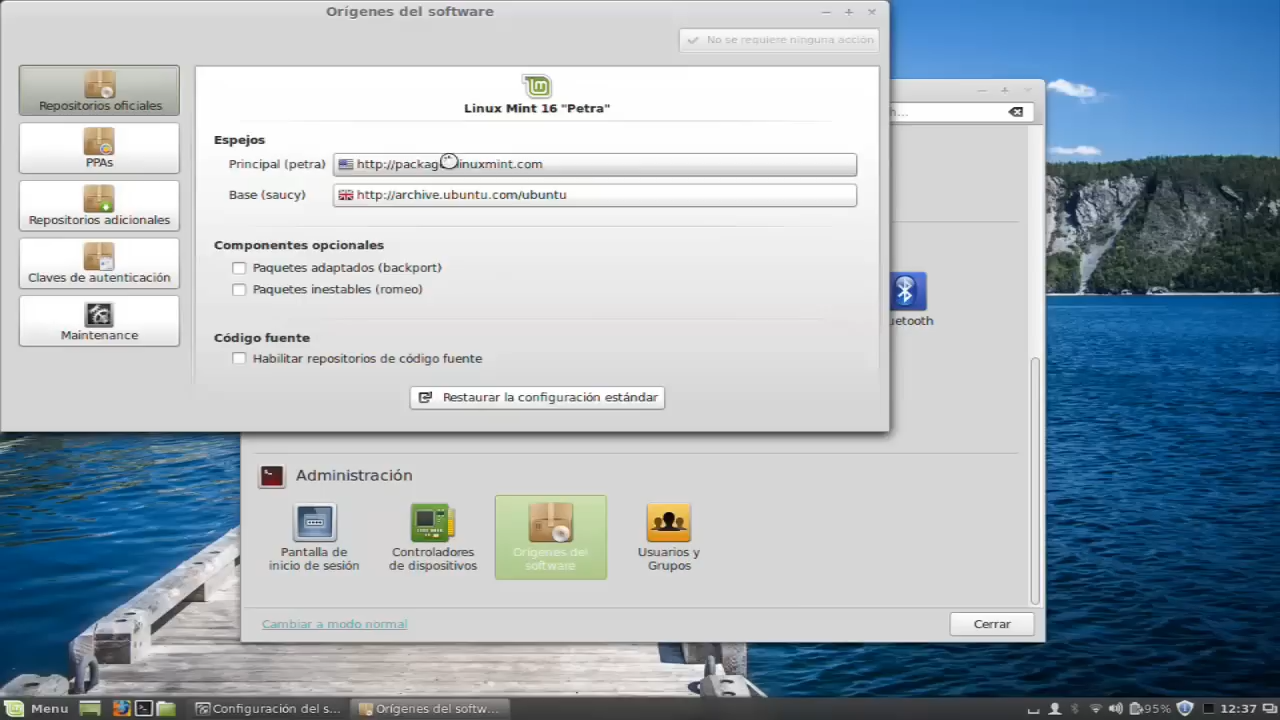 Orígenes del software
No se requiere ninguna acción
Repositorios oficiales
PPAs
Repositorios adicionales
Claves de autenticación
Maintenance
Linux Mint 16 "Petra"
Espejos
Principal (petra)
http://package linuxmint.com
Base (saucy)
http://archive.ubuntu.com/ubuntu
Componentes opcionales
Paquetes adaptados (backport)
Paquetes inestables (romeo)
Código fuente
Habilitar repositorios de código fuente
Restaurar la configuración estándar
h...
uetooth
Administración
Pantalla de
inicio de sesión
Controladores
de dispositivos
Orígenes del
software
Usuarios y
Grupos
Cambiar a modo normal
Cerrar
Menu
Configuración del s...
Orígenes del softw...
95%
12:37